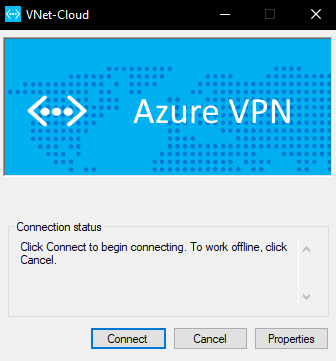 VNet-Cloud
Azure VPN
Connection status
Click Connect to begin connecting. To work offline, click
Cancel.
Connect
Cancel
Properties